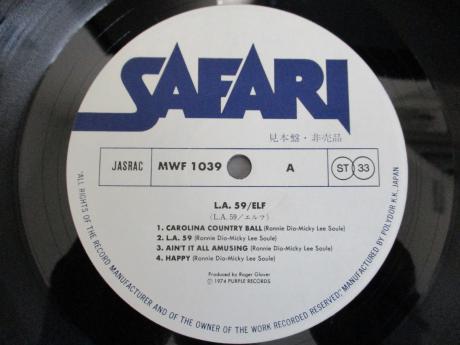 SAFARI
見本盤・非売品
JASRAC MWF 1039 A ST 33
L.A. 59/ELF
(L.A. 59/エルフ)
1. CAROLINA COUNTRY BALL (Ronnie Dio-Micky Lee Soule)
2. L.A. 59 (Ronnie Dio-Micky Lee Soule)
3. AIN'T IT ALL AMUSING (Ronnie Dio-Micky Lee Soule)
4. HAPPY (Ronnie Dio-Micky Lee Soule)
Produced by Roger Glover
Ⓟ 1974 PURPLE RECORDS
"ALL RIGHTS OF THE RECORD MANUFACTURER AND OF THE OWNER OF THE WORK RECORDED RESERVED," MANUFACTURED BY POLYDOR K.K., JAPAN